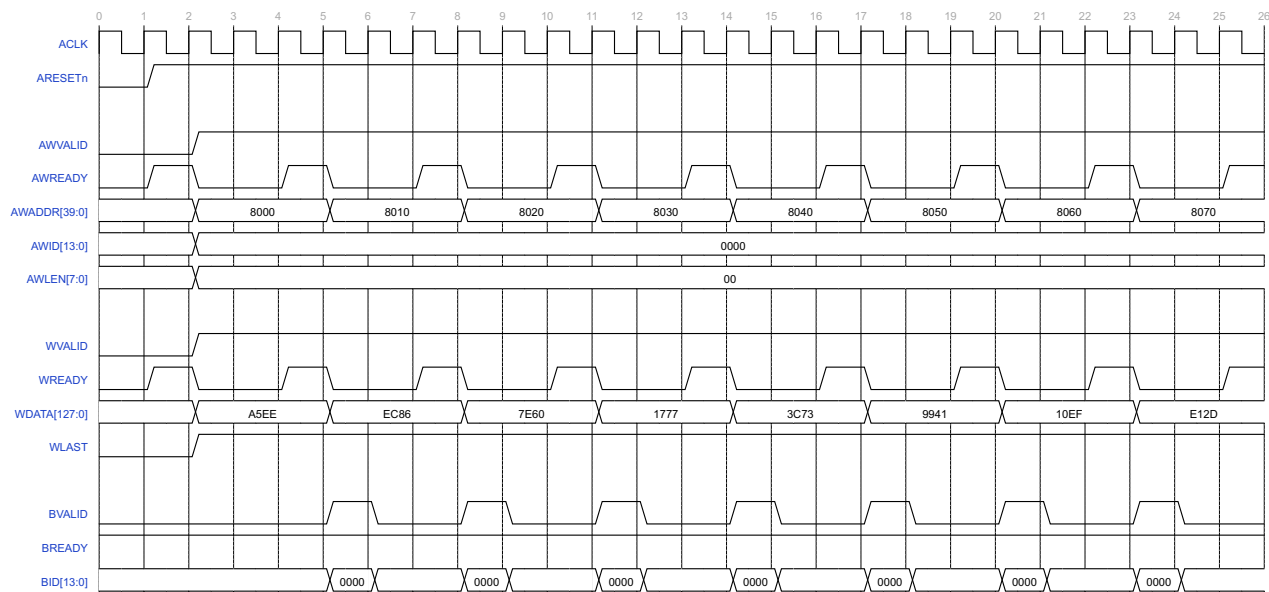 0 1 2 3 4 5 6 7 8 9 10 11 12 13 14 15 16 17 18 19 20 21 22 23 24 25 26
ACLK
ARESETn
AWVALID
AWREADY
AWADDR[39:0] 8000 8010 8020 8030 8040 8050 8060 8070
AWID[13:0] 0000
AWLEN[7:0] 00
WVALID
WREADY
WDATA[127:0] A5EE EC86 7E60 1777 3C73 9941 10EF E12D
WLAST
BVALID
BREADY
BID[13:0] 0000 0000 0000 0000 0000 0000 0000